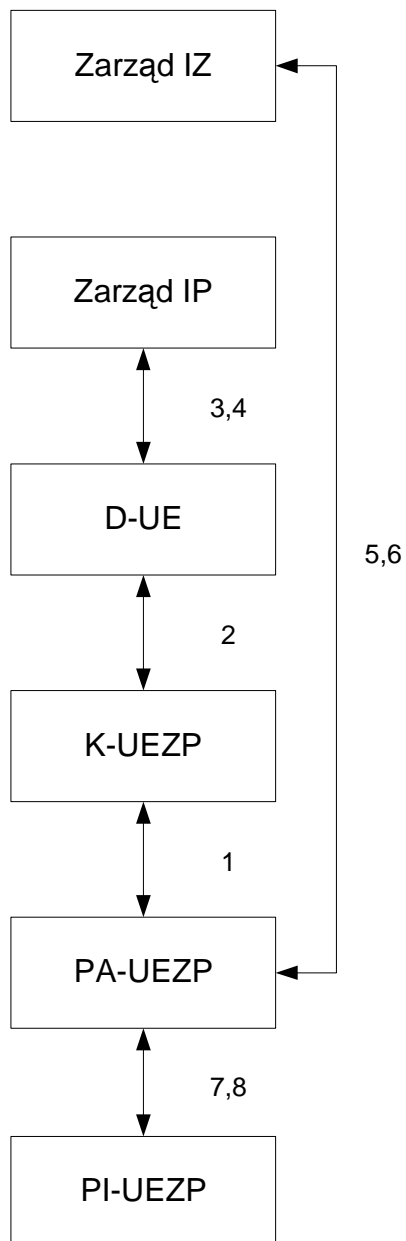 Zarząd IZ
Zarząd IP
3,4
D-UE
5,6
2
K-UEZP
1
PA-UEZP
7,8
PI-UEZP